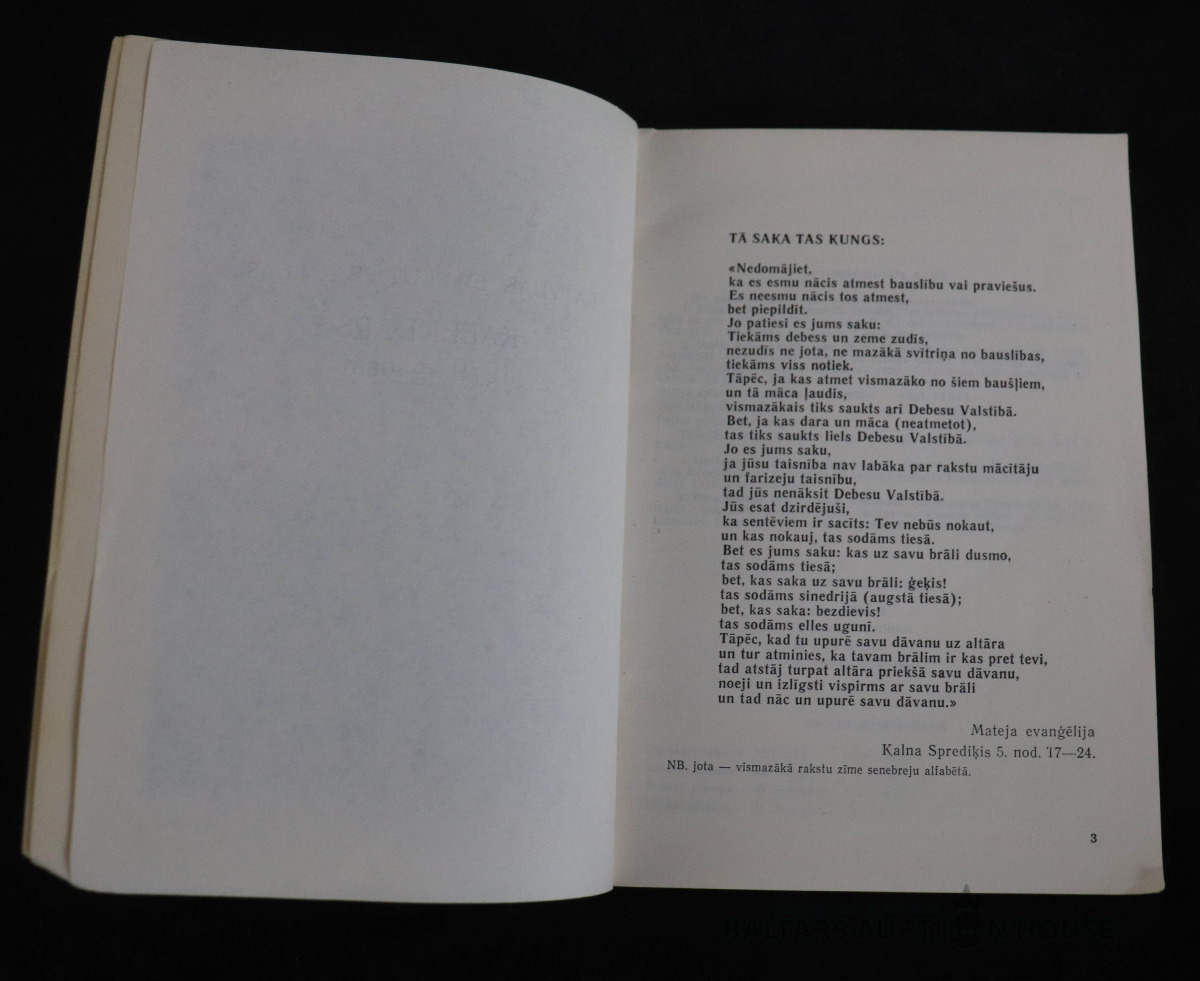 TĀ SAKA TAS KUNGS:
«Nedomājiet,
ka es esmu nācis atmest bauslību vai praviešus.
Es neesmu nācis tos atmest,
bet piepildīt.
Jo patiesi es jums saku:
Tiekāms debess un zeme zudīs,
nezudīs ne jota, ne mazākā svītriņa no bauslības,
tiekāms viss notiek.
Tāpēc, ja kas atmet vismazāko no šiem baušļiem,
un tā māca ļaudis,
vismazākais tiks saukts arī Debesu Valstībā.
Bet, ja kas dara un māca (neatmetot),
tas tiks saukts liels Debesu Valstībā.
Jo es jums saku,
ja jūsu taisnība nav labāka par rakstu mācītāju
un farizeju taisnību,
tad jūs nenāksit Debesu Valstībā.
Jūs esat dzirdējuši,
ka sentēviem ir sacīts: Tev nebūs nokaut,
un kas nokauj, tas sodāms tiesā.
Bet es jums saku: kas uz savu brāli dusmo,
tas sodāms tiesā;
bet, kas saka uz savu brāli: ģeķis!
tas sodāms sinedrijā (augstā tiesā);
bet, kas saka: bezdievis!
tas sodāms elles ugunī.
Tāpēc, kad tu upurē savu dāvanu uz altāra
un tur atminies, ka tavam brālim ir kas pret tevi,
tad atstāj turpat altāra priekšā savu dāvanu,
noeji un izlīgsti vispirms ar savu brāli
un tad nāc un upurē savu dāvanu.»
Mateja evaņģēlija
Kalna Sprediķis 5. nod. 17—24.
NB. jota — vismazākā rakstu zīme senebreju alfabētā.
3
BALTARS AUCTION HOUSE